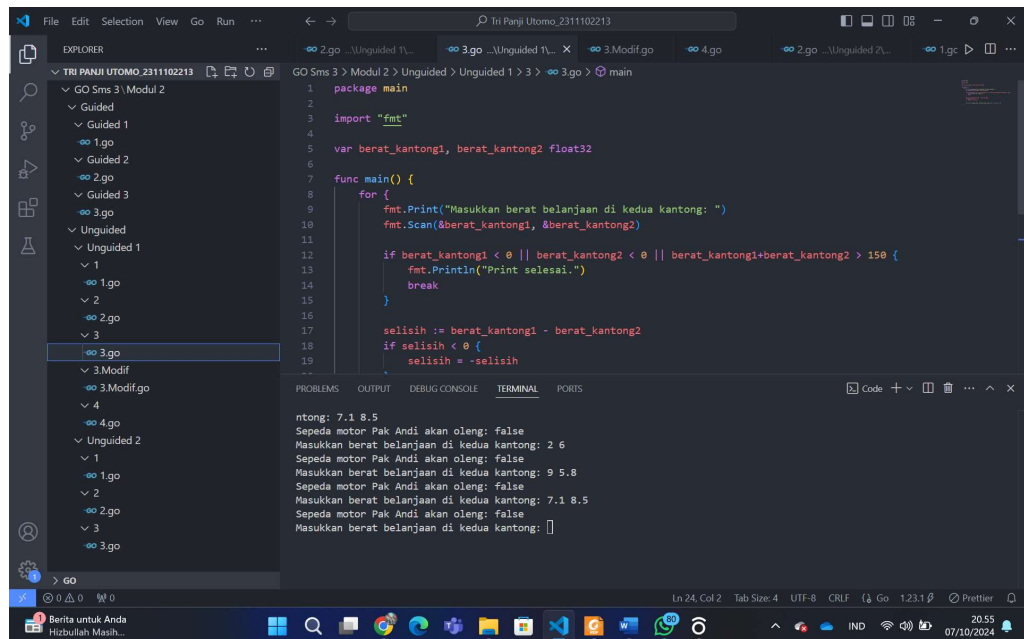 File Edit Selection View Go Run ···
Tri Panji Utomo_2311102213
EXPLORER ···
2.go ...\Unguided 1\... 3.go ...\Unguided 1\... 3.Modif.go 4.go 2.go ...\Unguided 2\... 1.gc
TRI PANJI UTOMO_2311102213
GO Sms 3 > Modul 2 > Unguided > Unguided 1 > 3 > 3.go > main
GO Sms 3 \ Modul 2
Guided
Guided 1
1.go
Guided 2
2.go
Guided 3
3.go
Unguided
Unguided 1
1
1.go
2
2.go
3
3.go
3.Modif
3.Modif.go
4
4.go
Unguided 2
1
1.go
2
2.go
3
3.go
GO
1 package main
2
3 import "fmt"
4
5 var berat_kantong1, berat_kantong2 float32
6
7 func main() {
8 for {
9 fmt.Print("Masukkan berat belanjaan di kedua kantong: ")
10 fmt.Scan(&berat_kantong1, &berat_kantong2)
11
12 if berat_kantong1 < 0 || berat_kantong2 < 0 || berat_kantong1+berat_kantong2 > 150 {
13 fmt.Println("Print selesai.")
14 break
15 }
16
17 selisih := berat_kantong1 - berat_kantong2
18 if selisih < 0 {
19 selisih = -selisih
PROBLEMS OUTPUT DEBUG CONSOLE TERMINAL PORTS Code
ntong: 7.1 8.5
Sepeda motor Pak Andi akan oleng: false
Masukkan berat belanjaan di kedua kantong: 2 6
Sepeda motor Pak Andi akan oleng: false
Masukkan berat belanjaan di kedua kantong: 9 5.8
Sepeda motor Pak Andi akan oleng: false
Masukkan berat belanjaan di kedua kantong: 7.1 8.5
Sepeda motor Pak Andi akan oleng: false
Masukkan berat belanjaan di kedua kantong:
0 0 0 Ln 24, Col 2 Tab Size: 4 UTF-8 CRLF Go 1.23.1 Prettier
Berita untuk Anda
Hizbullah Masih...
IND
20.55
07/10/2024